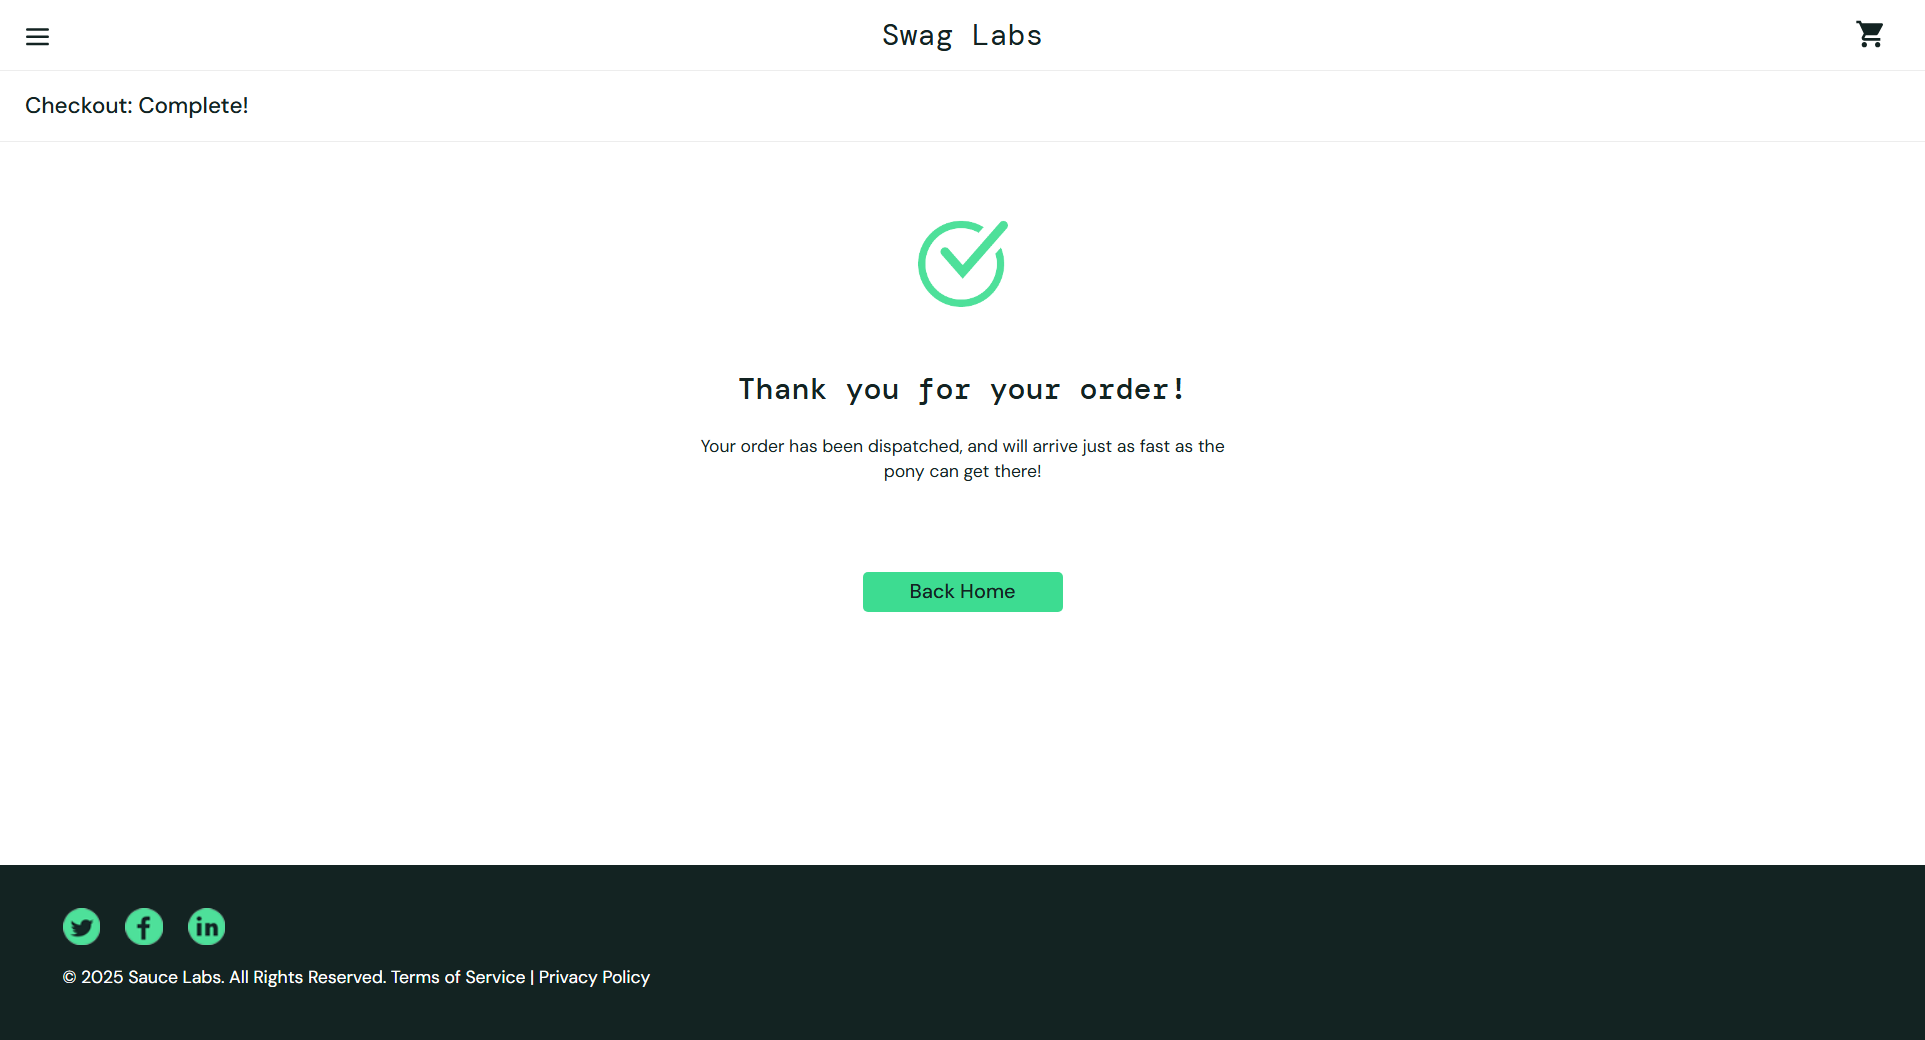 Swag Labs
Checkout: Complete!
Thank you for your order!
Your order has been dispatched, and will arrive just as fast as the
pony can get there!
Back Home
© 2025 Sauce Labs. All Rights Reserved. Terms of Service | Privacy Policy